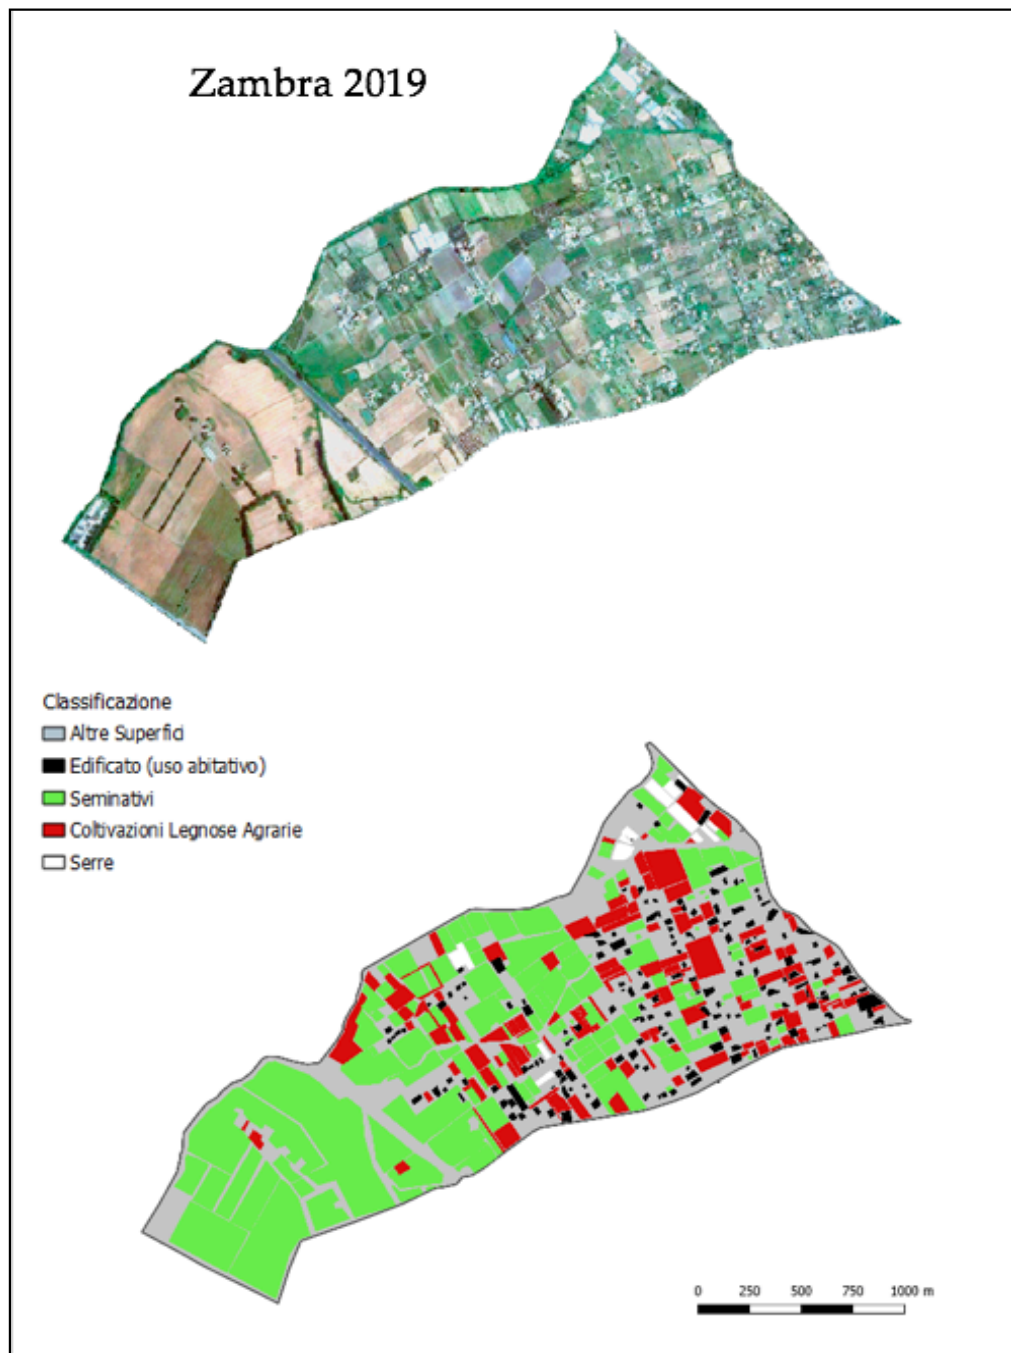 Zambra 2019
Classificazione
Altre Superfici
Edificato (uso abitativo)
Seminativi
Coltivazioni Legnose Agrarie
Serre
0 250 500 750 1000 m